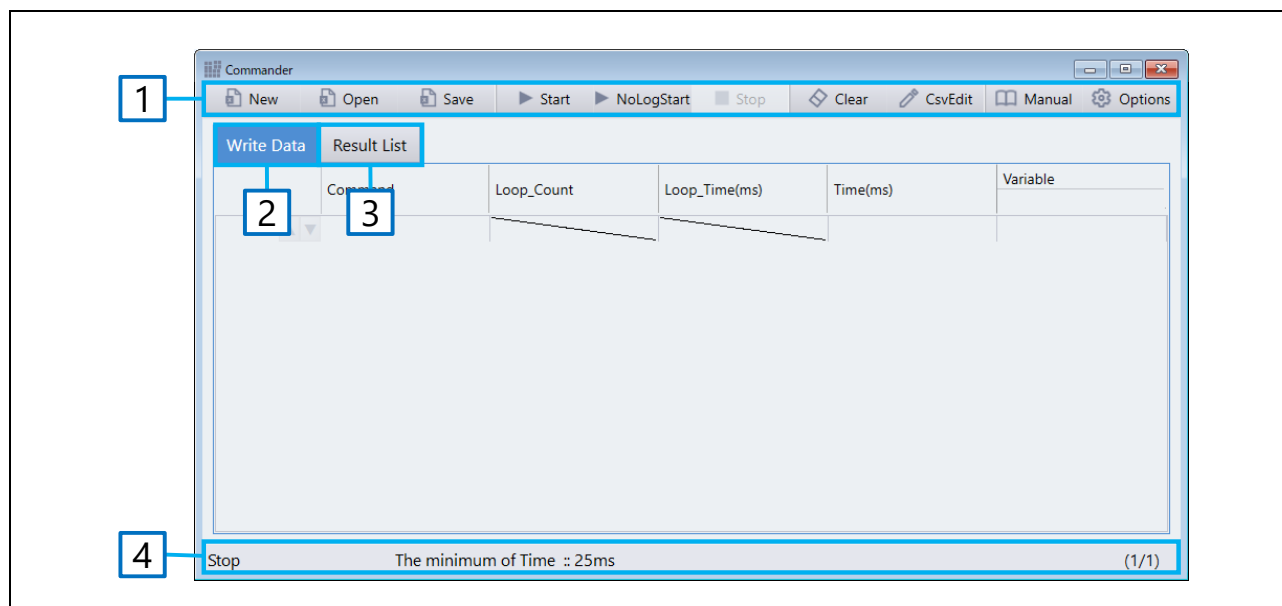 Commander
1
New Open Save Start NoLogStart Stop Clear CsvEdit Manual Options
Write Data Result List
2 3
Command Loop_Count Loop_Time(ms) Time(ms) Variable
4
Stop The minimum of Time :: 25ms (1/1)